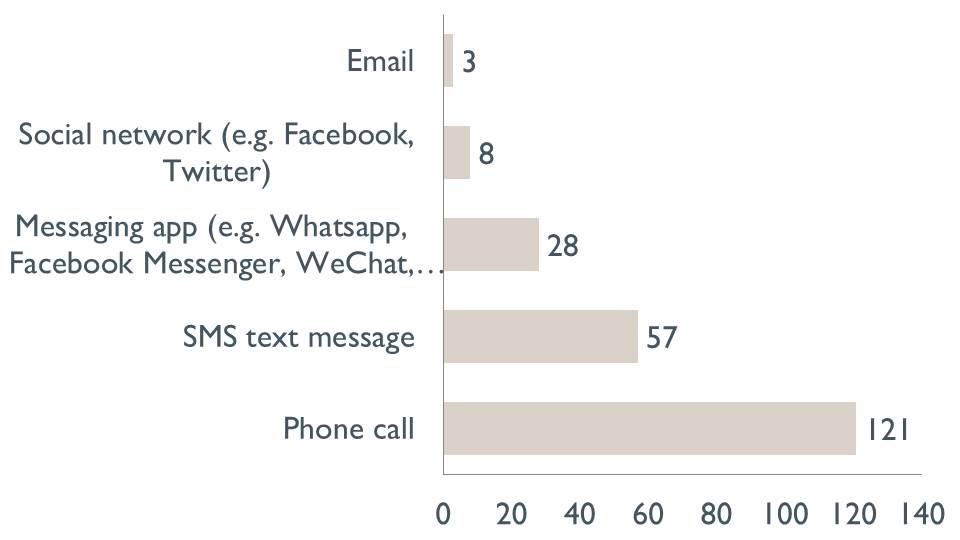 Email
3
Social network (e.g. Facebook,
Twitter)
8
Messaging app (e.g. Whatsapp,
Facebook Messenger, WeChat,…
28
SMS text message
57
Phone call
121
0 20 40 60 80 100 120 140